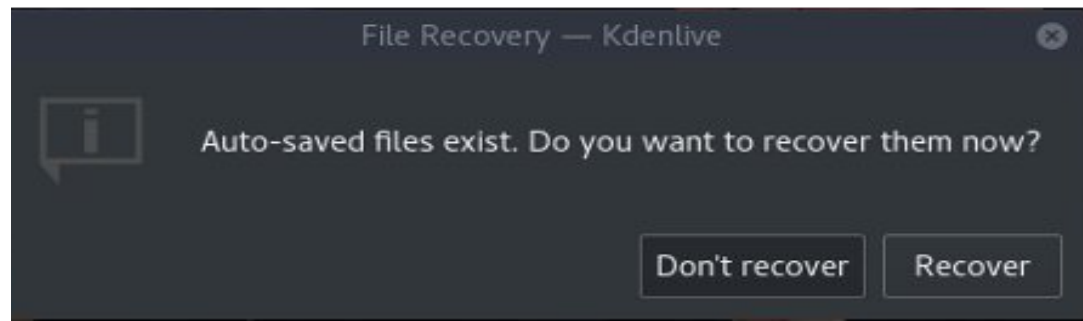 File Recovery — Kdenlive
Auto-saved files exist. Do you want to recover them now?
Don't recover
Recover